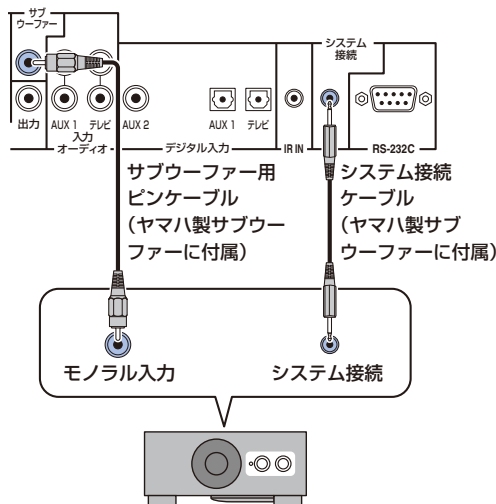 サブ
ウーファー
システム
接続
出力
AUX 1
テレビ
AUX 2
AUX 1
テレビ
入力
オーディオ
デジタル入力
IR IN
RS-232C
サブウーファー用
ピンケーブル
(ヤマハ製サブウー
ファーに付属)
システム接続
ケーブル
(ヤマハ製サブ
ウーファーに付属)
モノラル入力
システム接続